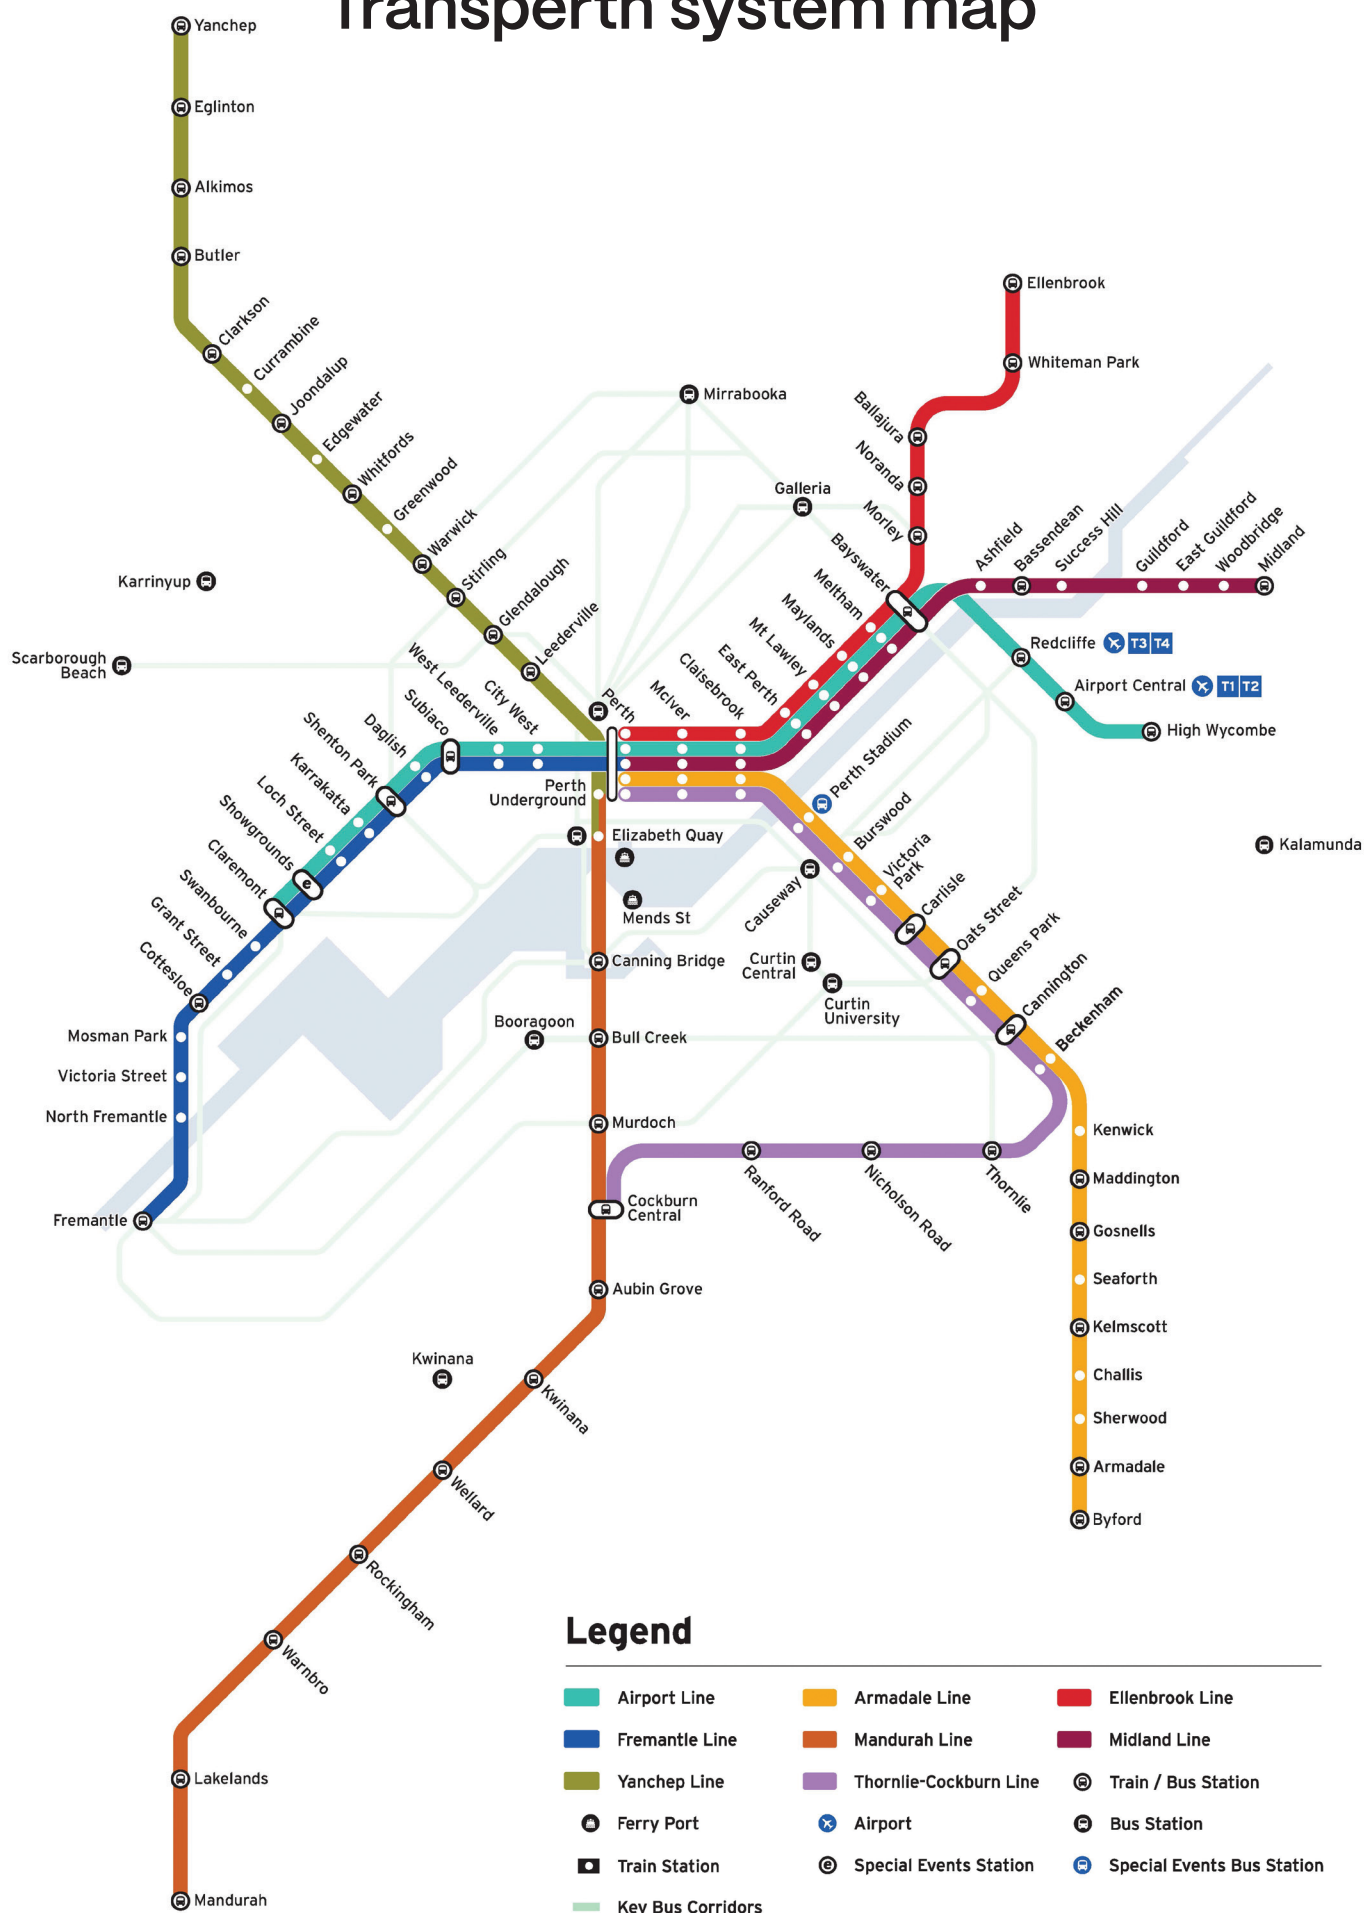 Transperth system map
Yanchep
Eglinton
Alkimos
Butler
Clarkson
Currambine
Joondalup
Edgewater
Whitfords
Greenwood
Warwick
Stirling
Glendalough
Leederville
Ellenbrook
Whiteman Park
Ballajura
Noranda
Morley
Bayswater
Meltham
Maylands
Mt Lawley
East Perth
Claisebrook
McIver
Perth
Mirrabooka
Galleria
Karrinyup
Scarborough
Beach
Ashfield
Bassendean
Success Hill
Guildford
East Guildford
Woodbridge
Midland
Redcliffe
T3 T4
Airport Central
T1 T2
High Wycombe
City West
West Leederville
Subiaco
Daglish
Shenton Park
Karrakatta
Loch Street
Showgrounds
e
Claremont
Swanbourne
Grant Street
Cottesloe
Mosman Park
Victoria Street
North Fremantle
Fremantle
Perth
Underground
Elizabeth Quay
Mends St
Canning Bridge
Booragoon
Bull Creek
Murdoch
Cockburn
Central
Aubin Grove
Kwinana
Kwinana
Wellard
Rockingham
Warnbro
Lakelands
Mandurah
Perth Stadium
Burswood
Victoria
Park
Carlisle
Oats Street
Queens Park
Cannington
Beckenham
Causeway
Curtin
Central
Curtin
University
Kalamunda
Ranford Road
Nicholson Road
Thornlie
Kenwick
Maddington
Gosnells
Seaforth
Kelmscott
Challis
Sherwood
Armadale
Byford
Legend
Airport Line
Armadale Line
Ellenbrook Line
Fremantle Line
Mandurah Line
Midland Line
Yanchep Line
Thornlie-Cockburn Line
Train / Bus Station
Ferry Port
Airport
Bus Station
Train Station
e Special Events Station
Special Events Bus Station
Key Bus Corridors